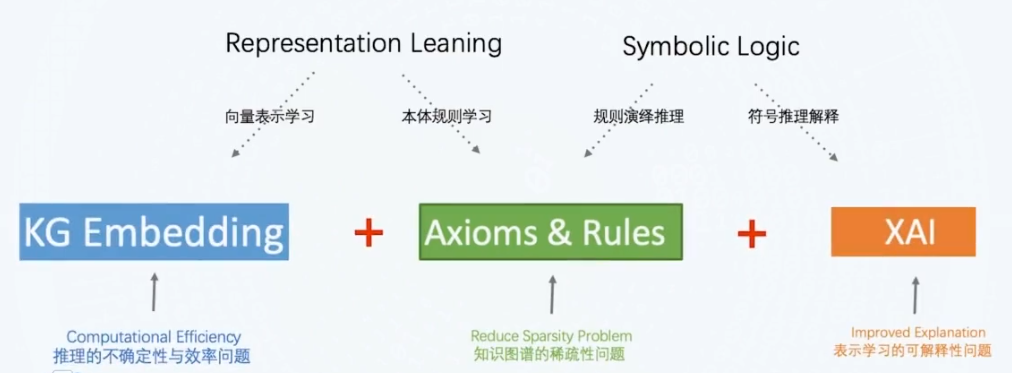 Representation Leaning
Symbolic Logic
向量表示学习
本体规则学习
规则演绎推理
符号推理解释
KG Embedding
+
Axioms & Rules
+
XAI
Computational Efficiency
推理的不确定性与效率问题
Reduce Sparsity Problem
知识图谱的稀疏性问题
Improved Explanation
表示学习的可解释性问题